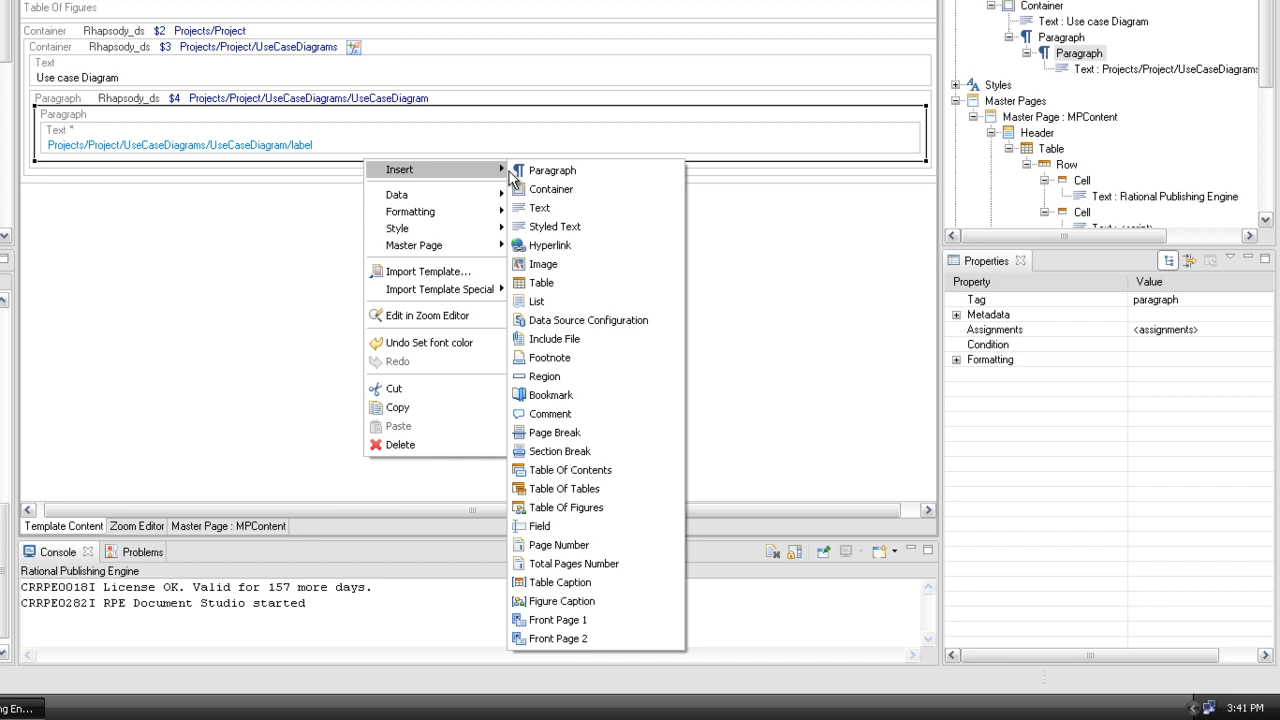 Table Of Figures
Container Rhapsody_ds $2 Projects/Project
Container Rhapsody_ds $3 Projects/Project/UseCaseDiagrams
Text
Use case Diagram
Paragraph Rhapsody_ds $4 Projects/Project/UseCaseDiagrams/UseCaseDiagram
Paragraph
Text *
Projects/Project/UseCaseDiagrams/UseCaseDiagram/label
Insert
Data
Formatting
Style
Master Page
Import Template...
Import Template Special
Edit in Zoom Editor
Undo Set font color
Redo
Cut
Copy
Paste
Delete
Paragraph
Container
Text
Styled Text
Hyperlink
Image
Table
List
Data Source Configuration
Include File
Footnote
Region
Bookmark
Comment
Page Break
Section Break
Table Of Contents
Table Of Tables
Table Of Figures
Field
Page Number
Total Pages Number
Table Caption
Figure Caption
Front Page 1
Front Page 2
Template Content Zoom Editor Master Page : MPContent
Console Problems
Rational Publishing Engine
CRRPE0018I License OK. Valid for 157 more days.
CRRPE0282I RPE Document Studio started
Container
Text : Use case Diagram
Paragraph
Paragraph
Text : Projects/Project/UseCaseDiagrams
Styles
Master Pages
Master Page : MPContent
Header
Table
Row
Cell
Text : Rational Publishing Engine
Cell
Properties
Property Value
Tag paragraph
Metadata
Assignments <assignments>
Condition
Formatting
ng En...
3:41 PM